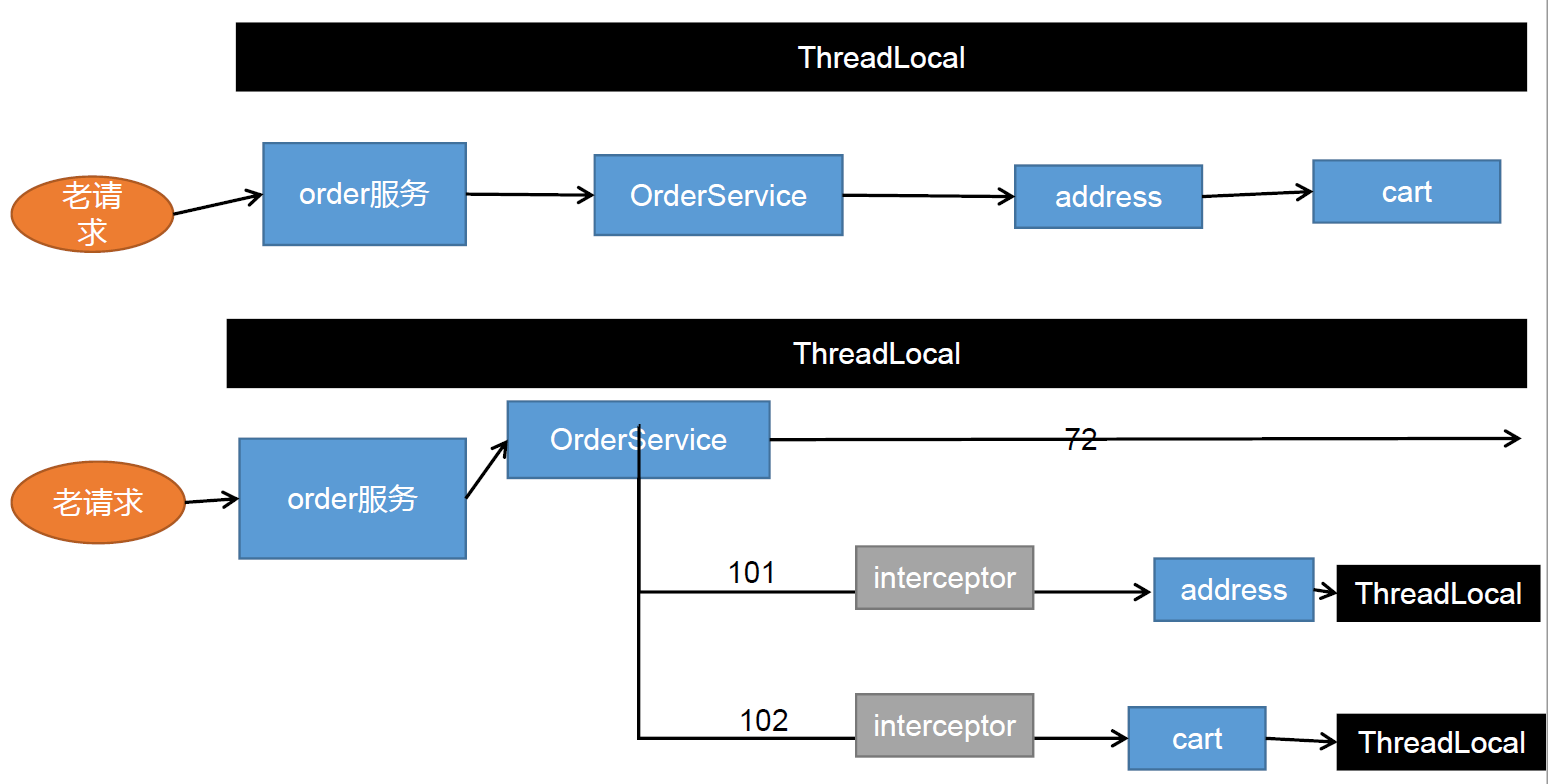 ThreadLocal
老请
求
order服务
OrderService
address
cart
ThreadLocal
老请求
order服务
OrderService
72
101
interceptor
address
ThreadLocal
102
interceptor
cart
ThreadLocal